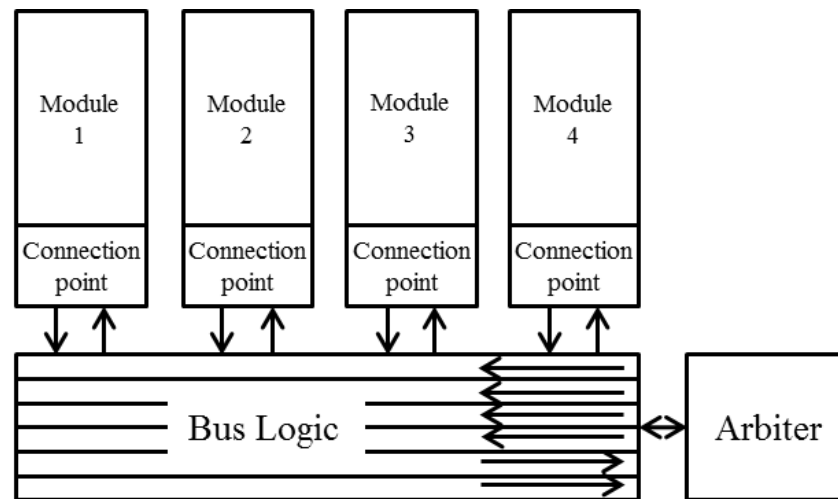 Module
1
Module
2
Module
3
Module
4
Connection
point
Connection
point
Connection
point
Connection
point
Bus Logic
Arbiter